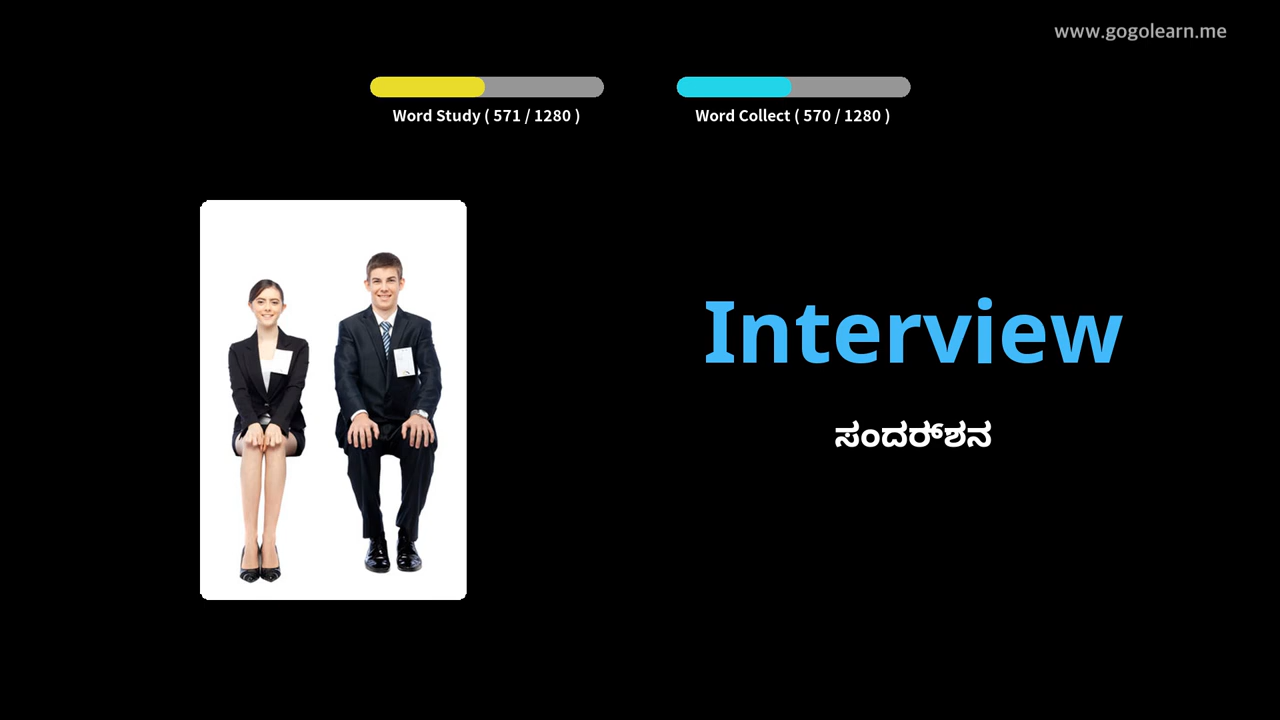 www.gogolearn.me
Word Study ( 571 / 1280 )
Word Collect ( 570 / 1280 )
Interview
ಸಂದರ್ಶನ